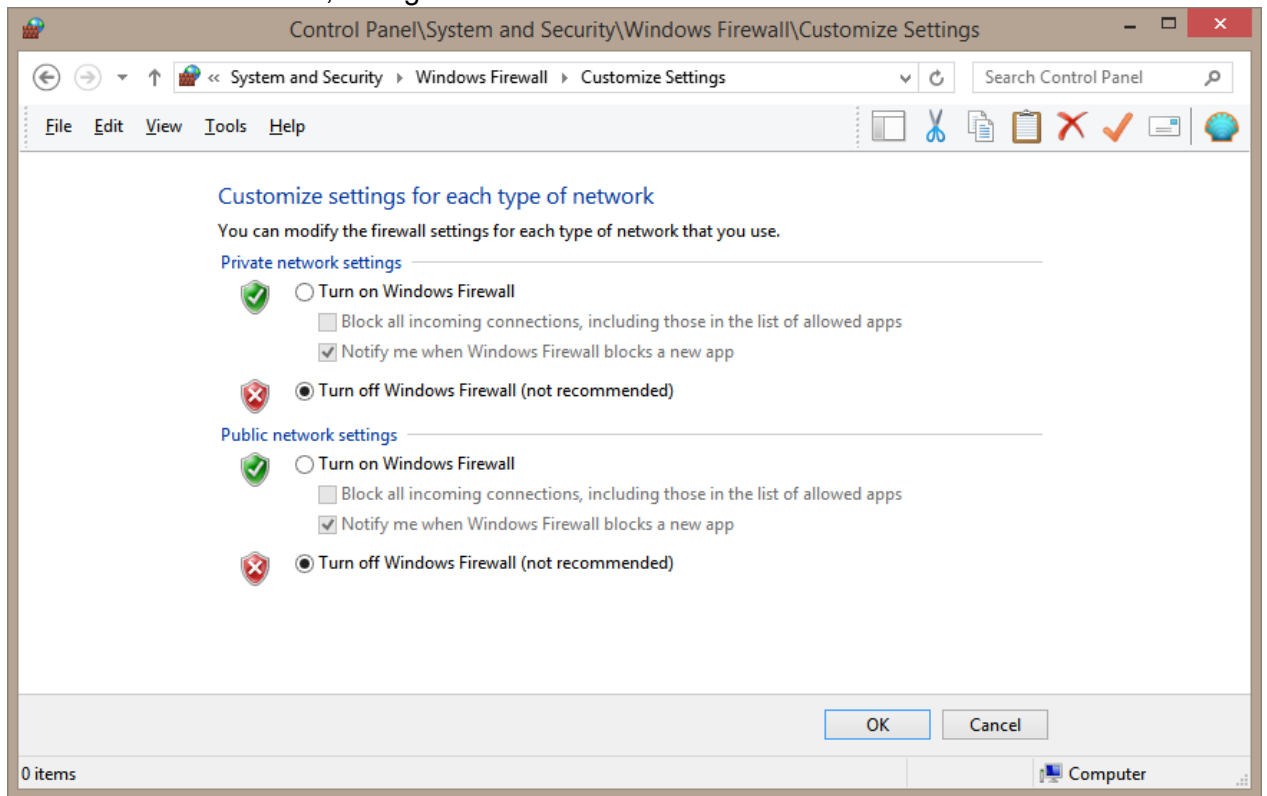 Control Panel\System and Security\Windows Firewall\Customize Settings
« System and Security Windows Firewall Customize Settings Search Control Panel
File Edit View Tools Help
Customize settings for each type of network
You can modify the firewall settings for each type of network that you use.
Private network settings
Turn on Windows Firewall
Block all incoming connections, including those in the list of allowed apps
Notify me when Windows Firewall blocks a new app
Turn off Windows Firewall (not recommended)
Public network settings
Turn on Windows Firewall
Block all incoming connections, including those in the list of allowed apps
Notify me when Windows Firewall blocks a new app
Turn off Windows Firewall (not recommended)
OK Cancel
0 items Computer